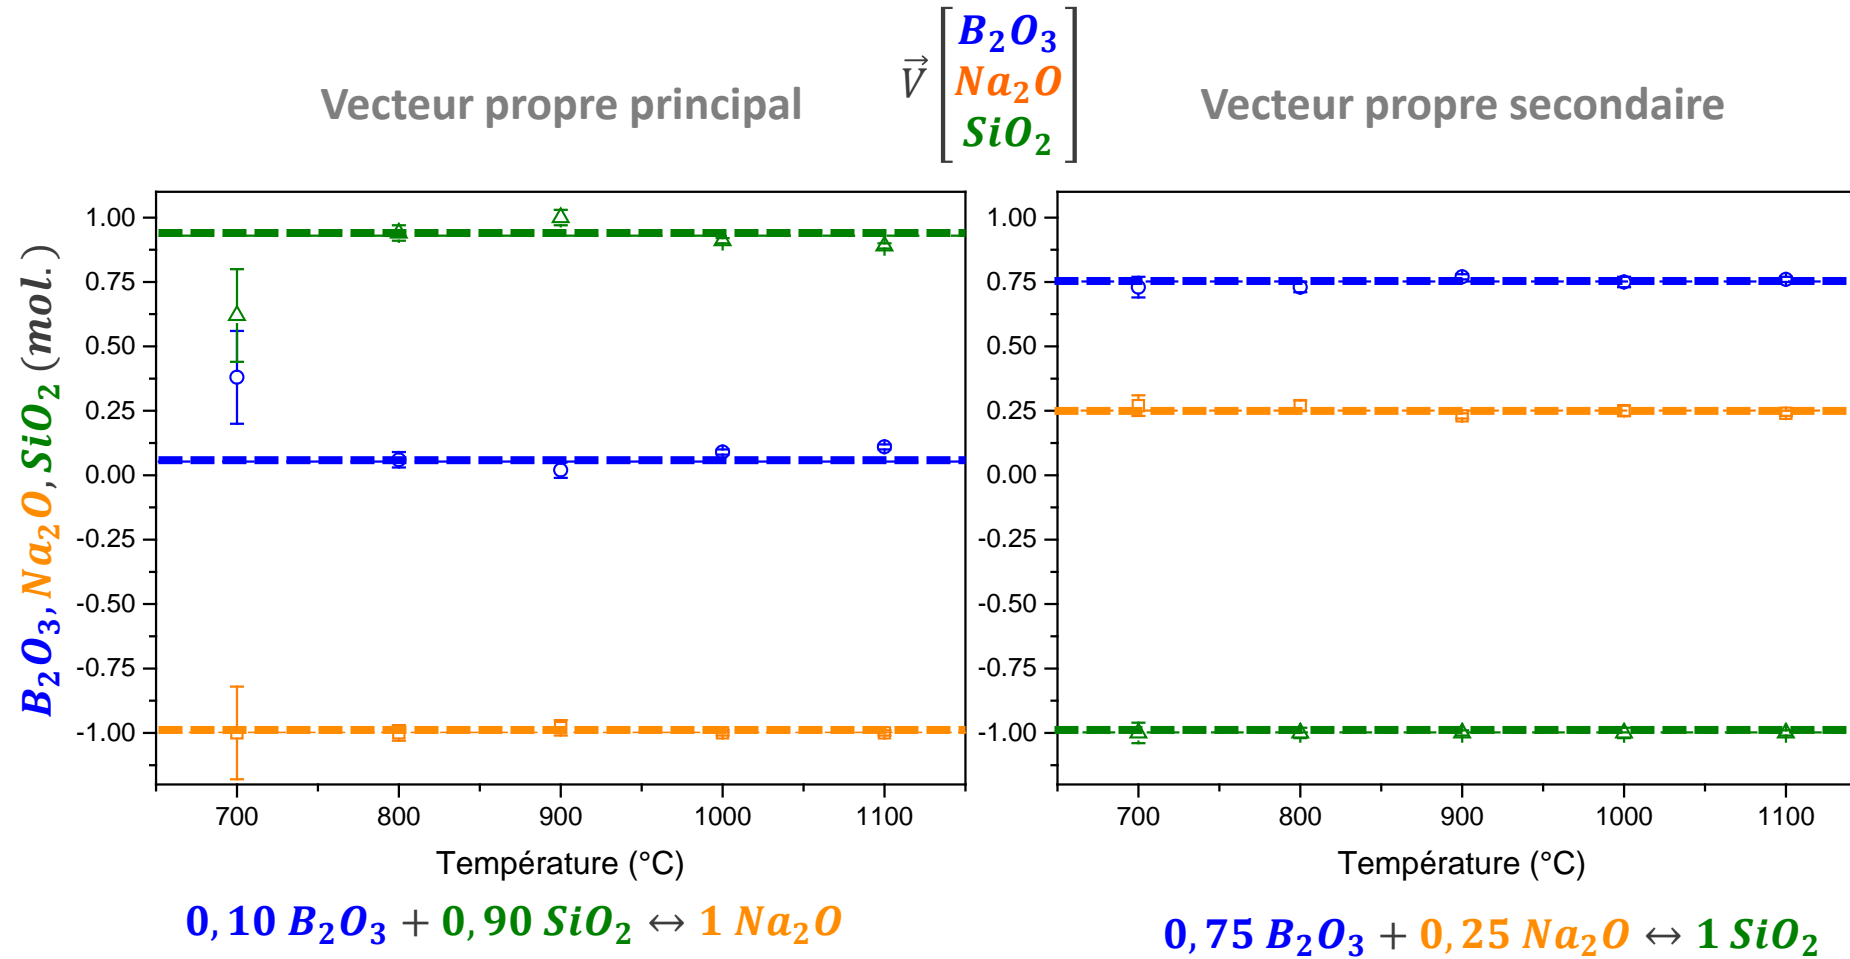 V⃗ [B₂O₃
Na₂O
SiO₂]
Vecteur propre principal
Vecteur propre secondaire
B₂O₃, Na₂O, SiO₂ (mol.)
1.00
0.75
0.50
0.25
0.00
-0.25
-0.50
-0.75
-1.00
700 800 900 1000 1100
Température (°C)
0,10 B₂O₃ + 0,90 SiO₂ ↔ 1 Na₂O
1.00
0.75
0.50
0.25
0.00
-0.25
-0.50
-0.75
-1.00
700 800 900 1000 1100
Température (°C)
0,75 B₂O₃ + 0,25 Na₂O ↔ 1 SiO₂